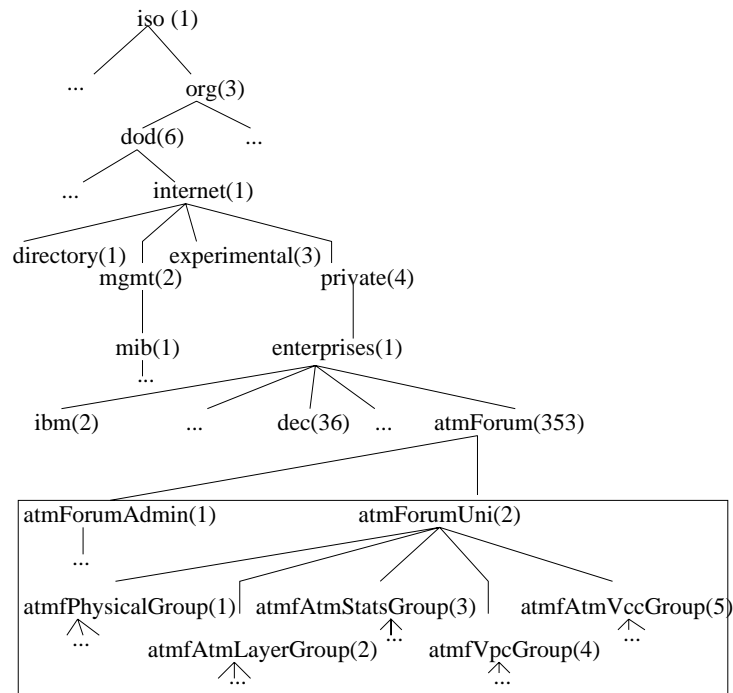 iso (1)
...
org(3)
dod(6)
...
...
internet(1)
directory(1)
experimental(3)
mgmt(2)
private(4)
mib(1)
enterprises(1)
...
ibm(2)
...
dec(36)
...
atmForum(353)
atmForumAdmin(1)
atmForumUni(2)
...
atmfPhysicalGroup(1)
atmfAtmStatsGroup(3)
atmfAtmVccGroup(5)
...
...
...
atmfAtmLayerGroup(2)
atmfVpcGroup(4)
...
...